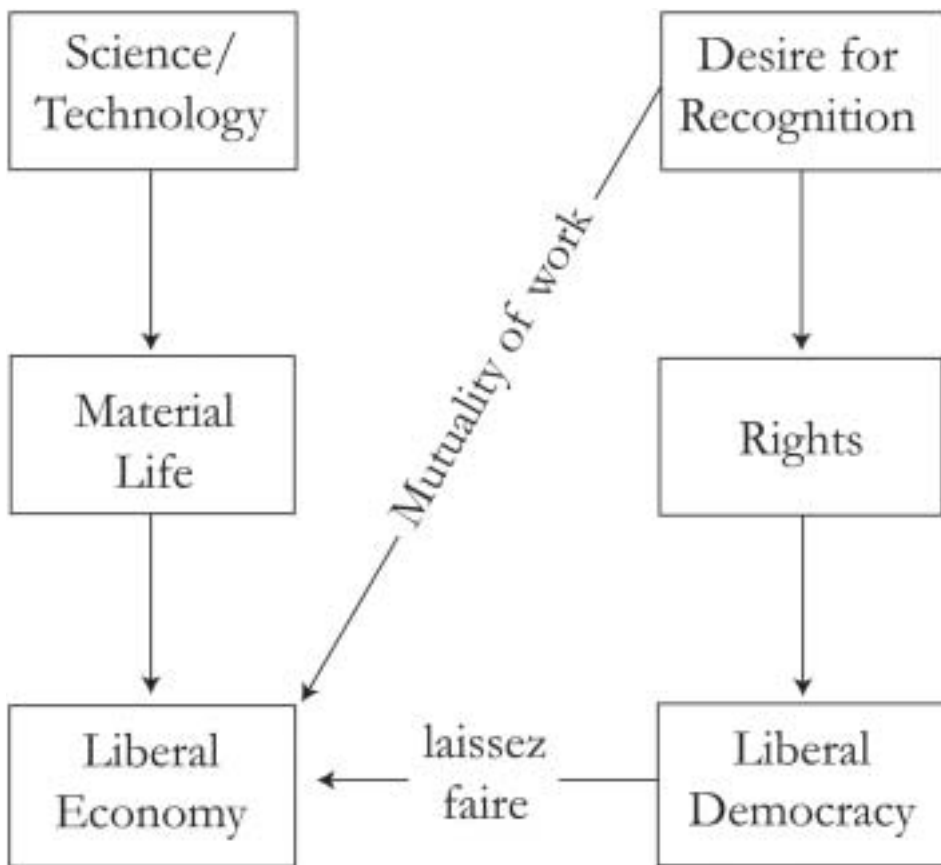 Science/
Technology
Desire for
Recognition
Mutuality of work
Material
Life
Rights
Liberal
Economy
laissez
faire
Liberal
Democracy